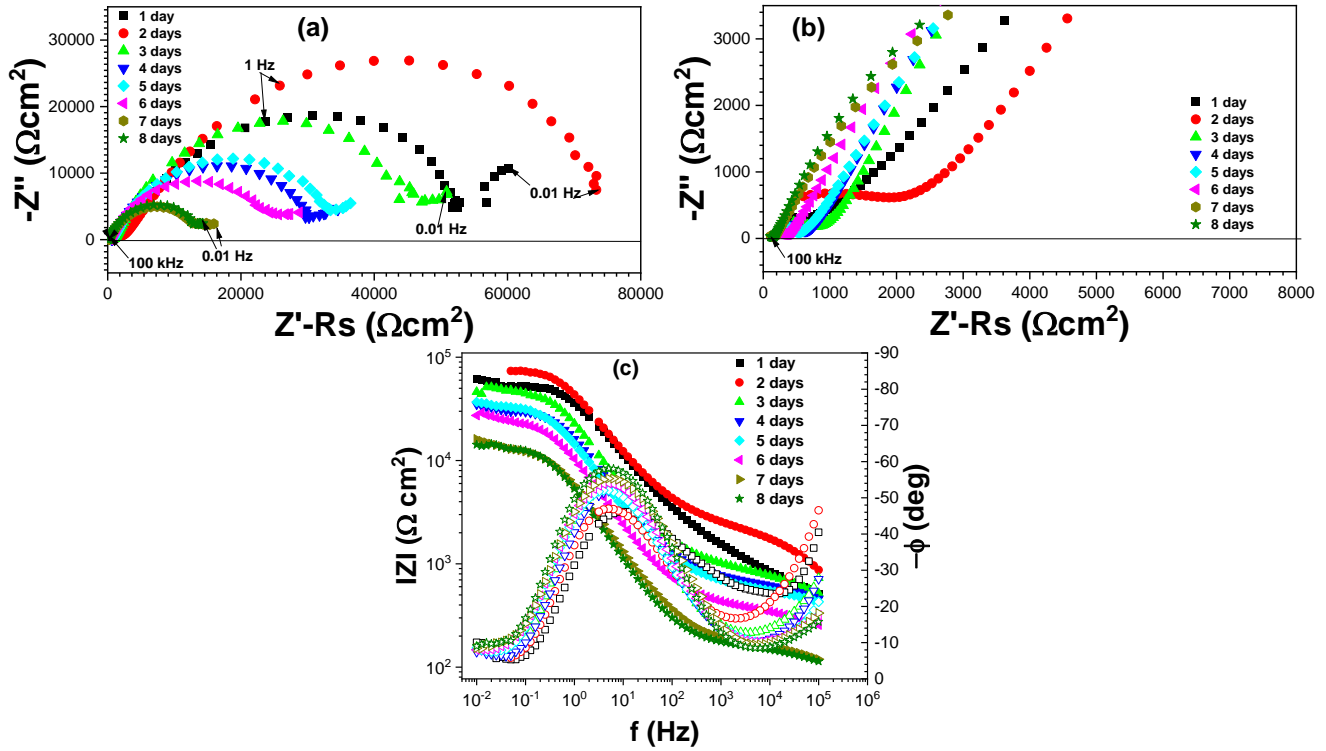 (a)
1 day
2 days
3 days
4 days
5 days
6 days
7 days
8 days
35000
30000
20000
10000
0
-Z'' (Ωcm²)
1 Hz
0.01 Hz
0.01 Hz
0.01 Hz
100 kHz
0 20000 40000 60000 80000
Z'-Rs (Ωcm²)
(b)
3000
2000
1000
0
-Z'' (Ωcm²)
1 day
2 days
3 days
4 days
5 days
6 days
7 days
8 days
100 kHz
0 1000 2000 3000 4000 5000 6000 7000 8000
Z'-Rs (Ωcm²)
(c)
1 day
2 days
3 days
4 days
5 days
6 days
7 days
8 days
10⁵
10⁴
10³
10²
IZI (Ω cm²)
-90
-80
-70
-60
-50
-40
-30
-20
-10
0
−ϕ (deg)
10⁻² 10⁻¹ 10⁰ 10¹ 10² 10³ 10⁴ 10⁵ 10⁶
f (Hz)